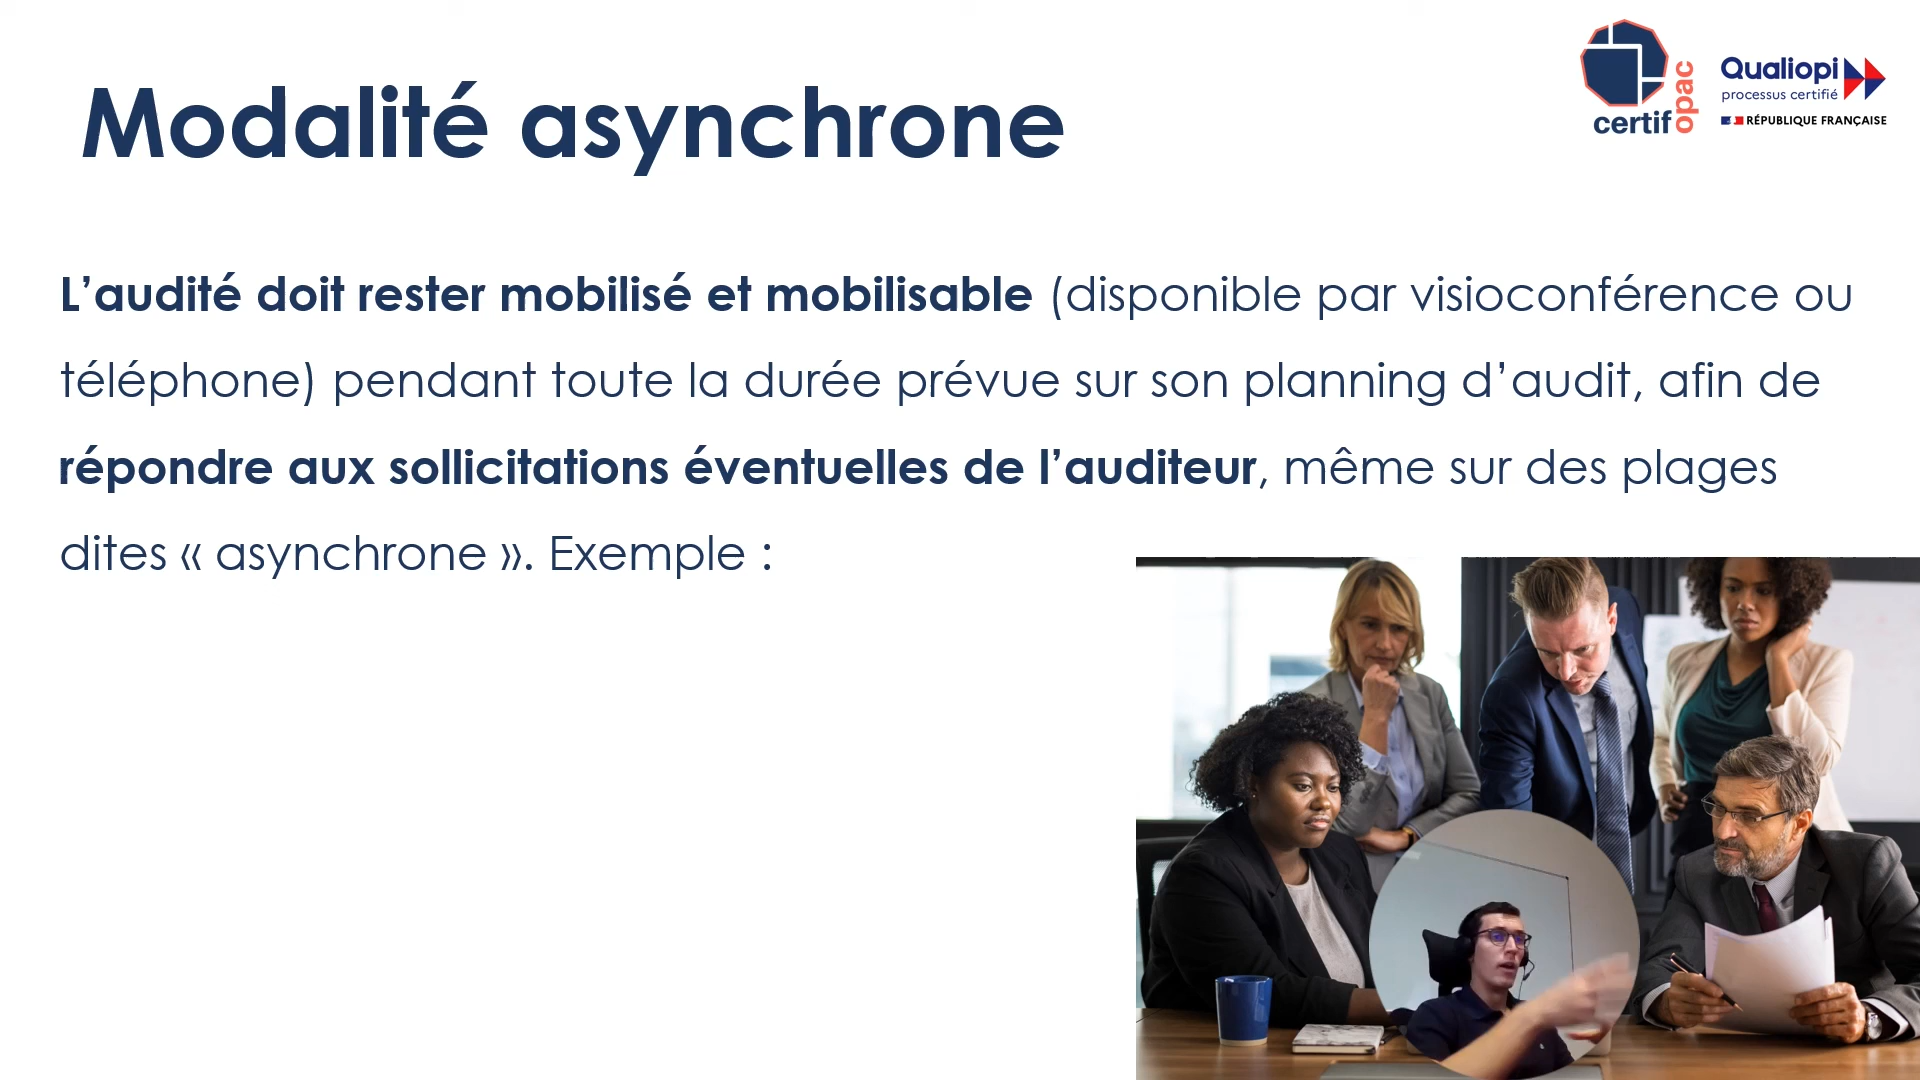 Modalité asynchrone
certif
opac
Qualiopi
processus certifié
RÉPUBLIQUE FRANÇAISE
L’audité doit rester mobilisé et mobilisable (disponible par visioconférence ou
téléphone) pendant toute la durée prévue sur son planning d’audit, afin de
répondre aux sollicitations éventuelles de l’auditeur, même sur des plages
dites « asynchrone ». Exemple :